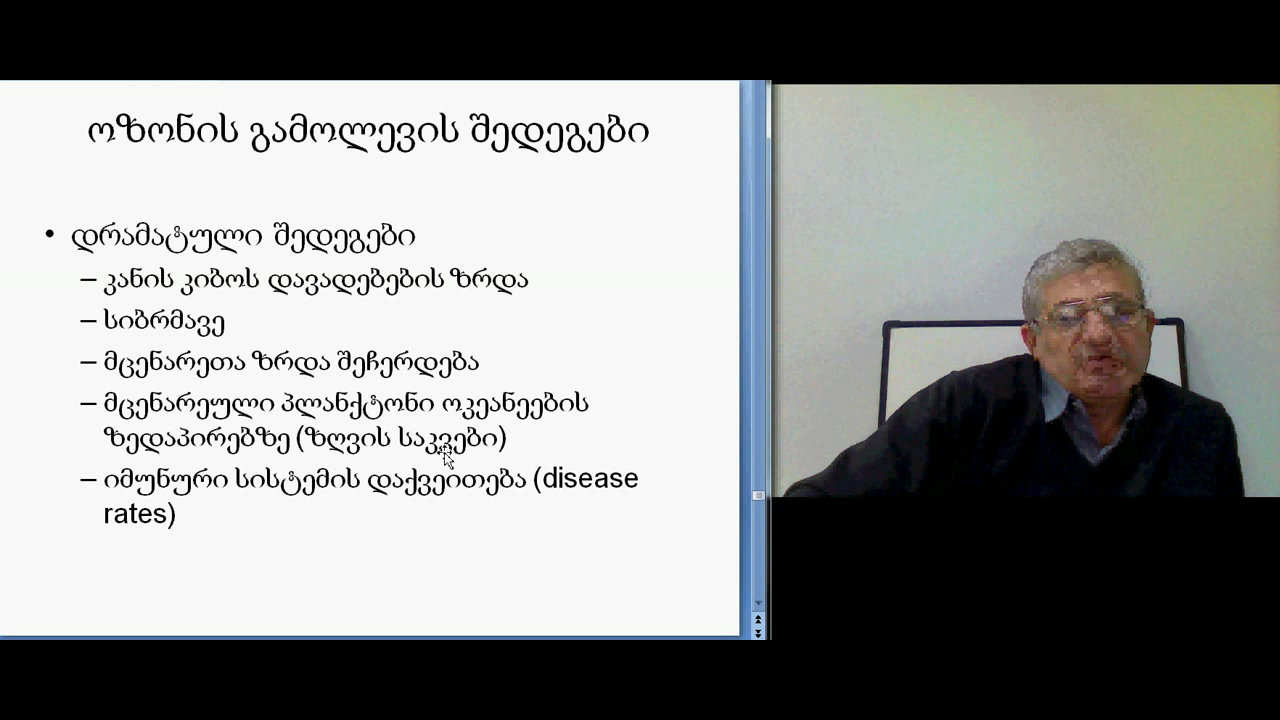 ოზონის გამოლევის შედეგები
• დრამატული შედეგები
– კანის კიბოს დავადებების ზრდა
– სიბრმავე
– მცენარეთა ზრდა შეჩერდება
– მცენარეული პლანქტონი ოკეანეების
ზედაპირებზე (ზღვის საკვები)
– იმუნური სისტემის დაქვეითება (disease
rates)